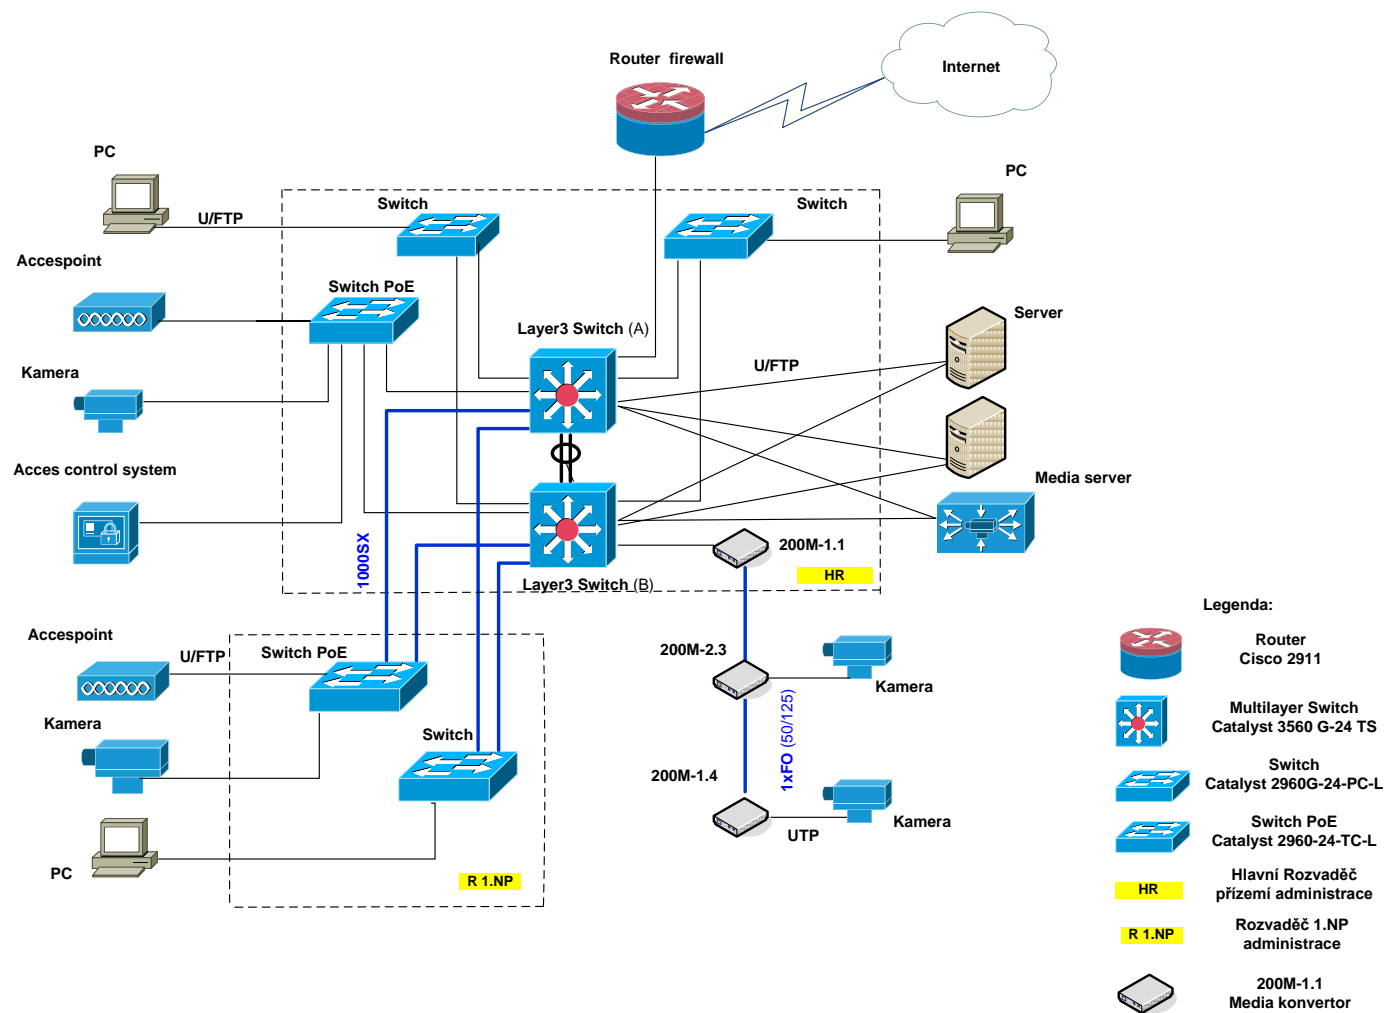 Router firewall
Internet
PC
U/FTP
Switch
Switch
PC
Accespoint
Switch PoE
Layer3 Switch (A)
Server
Kamera
U/FTP
Acces control system
Media server
1000SX
200M-1.1
HR
Layer3 Switch (B)
Accespoint
U/FTP
Switch PoE
200M-2.3
Kamera
Kamera
Switch
1xFO (50/125)
200M-1.4
Kamera
UTP
PC
R 1.NP
Legenda:
Router
Cisco 2911
Multilayer Switch
Catalyst 3560 G-24 TS
Switch
Catalyst 2960G-24-PC-L
Switch PoE
Catalyst 2960-24-TC-L
HR
Hlavní Rozvaděč
přízemí administrace
R 1.NP
Rozvaděč 1.NP
administrace
200M-1.1
Media konvertor